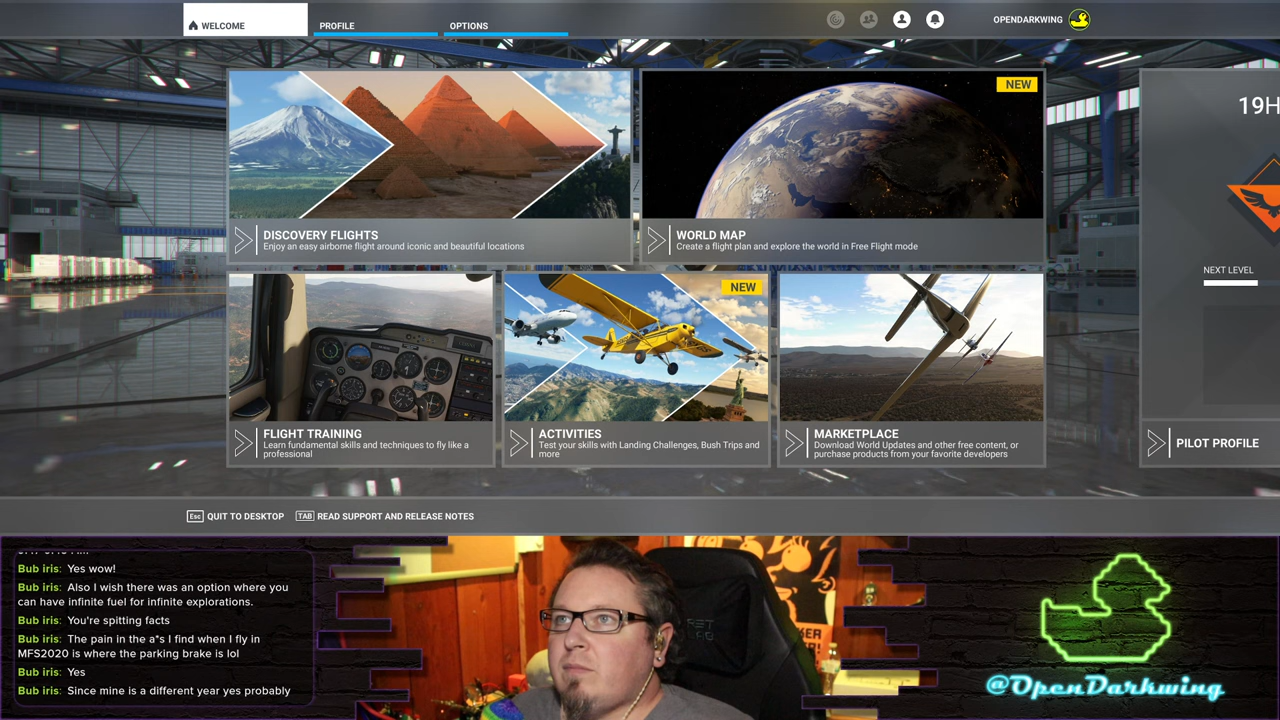 WELCOME
PROFILE
OPTIONS
OPENDARKWING
NEW
19H
DISCOVERY FLIGHTS
Enjoy an easy airborne flight around iconic and beautiful locations
WORLD MAP
Create a flight plan and explore the world in Free Flight mode
NEXT LEVEL
NEW
FLIGHT TRAINING
Learn fundamental skills and techniques to fly like a
professional
ACTIVITIES
Test your skills with Landing Challenges, Bush Trips and
more
MARKETPLACE
Download World Updates and other free content, or
purchase products from your favorite developers
PILOT PROFILE
Esc QUIT TO DESKTOP
TAB READ SUPPORT AND RELEASE NOTES
Bub iris: Yes wow!
Bub iris: Also I wish there was an option where you
can have infinite fuel for infinite explorations.
Bub iris: You're spitting facts
Bub iris: The pain in the a*s I find when I fly in
MFS2020 is where the parking brake is lol
Bub iris: Yes
Bub iris: Since mine is a different year yes probably
@OpenDarkwing